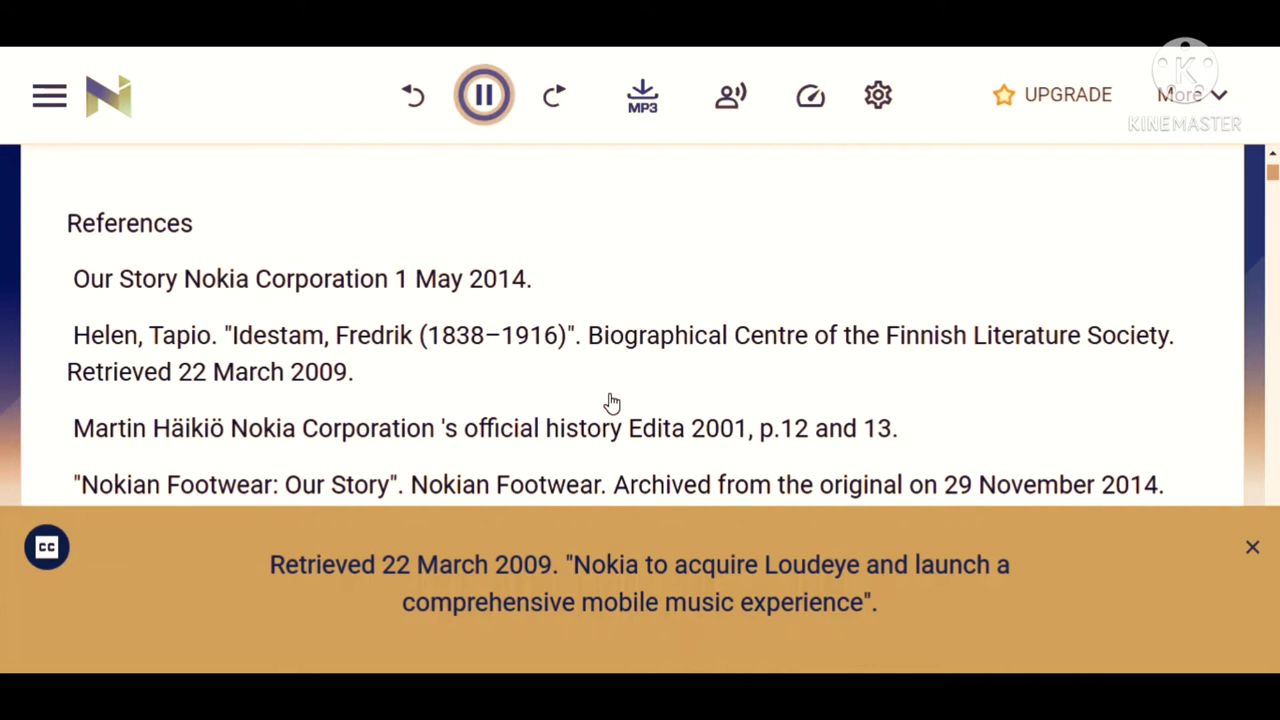 MP3
UPGRADE
More
KINEMASTER
References
Our Story Nokia Corporation 1 May 2014.
Helen, Tapio. "Idestam, Fredrik (1838–1916)". Biographical Centre of the Finnish Literature Society.
Retrieved 22 March 2009.
Martin Häikiö Nokia Corporation 's official history Edita 2001, p.12 and 13.
"Nokian Footwear: Our Story". Nokian Footwear. Archived from the original on 29 November 2014.
CC
Retrieved 22 March 2009. "Nokia to acquire Loudeye and launch a
comprehensive mobile music experience".